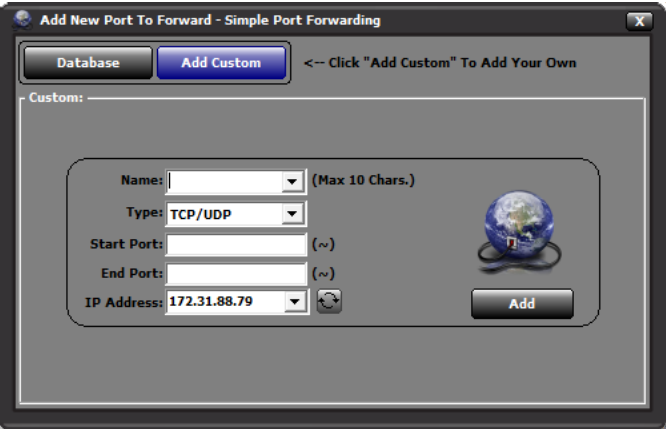 Add New Port To Forward - Simple Port Forwarding
X
Database Add Custom <-- Click "Add Custom" To Add Your Own
Custom:
Name: (Max 10 Chars.)
Type: TCP/UDP
Start Port: (~)
End Port: (~)
IP Address: 172.31.88.79
Add